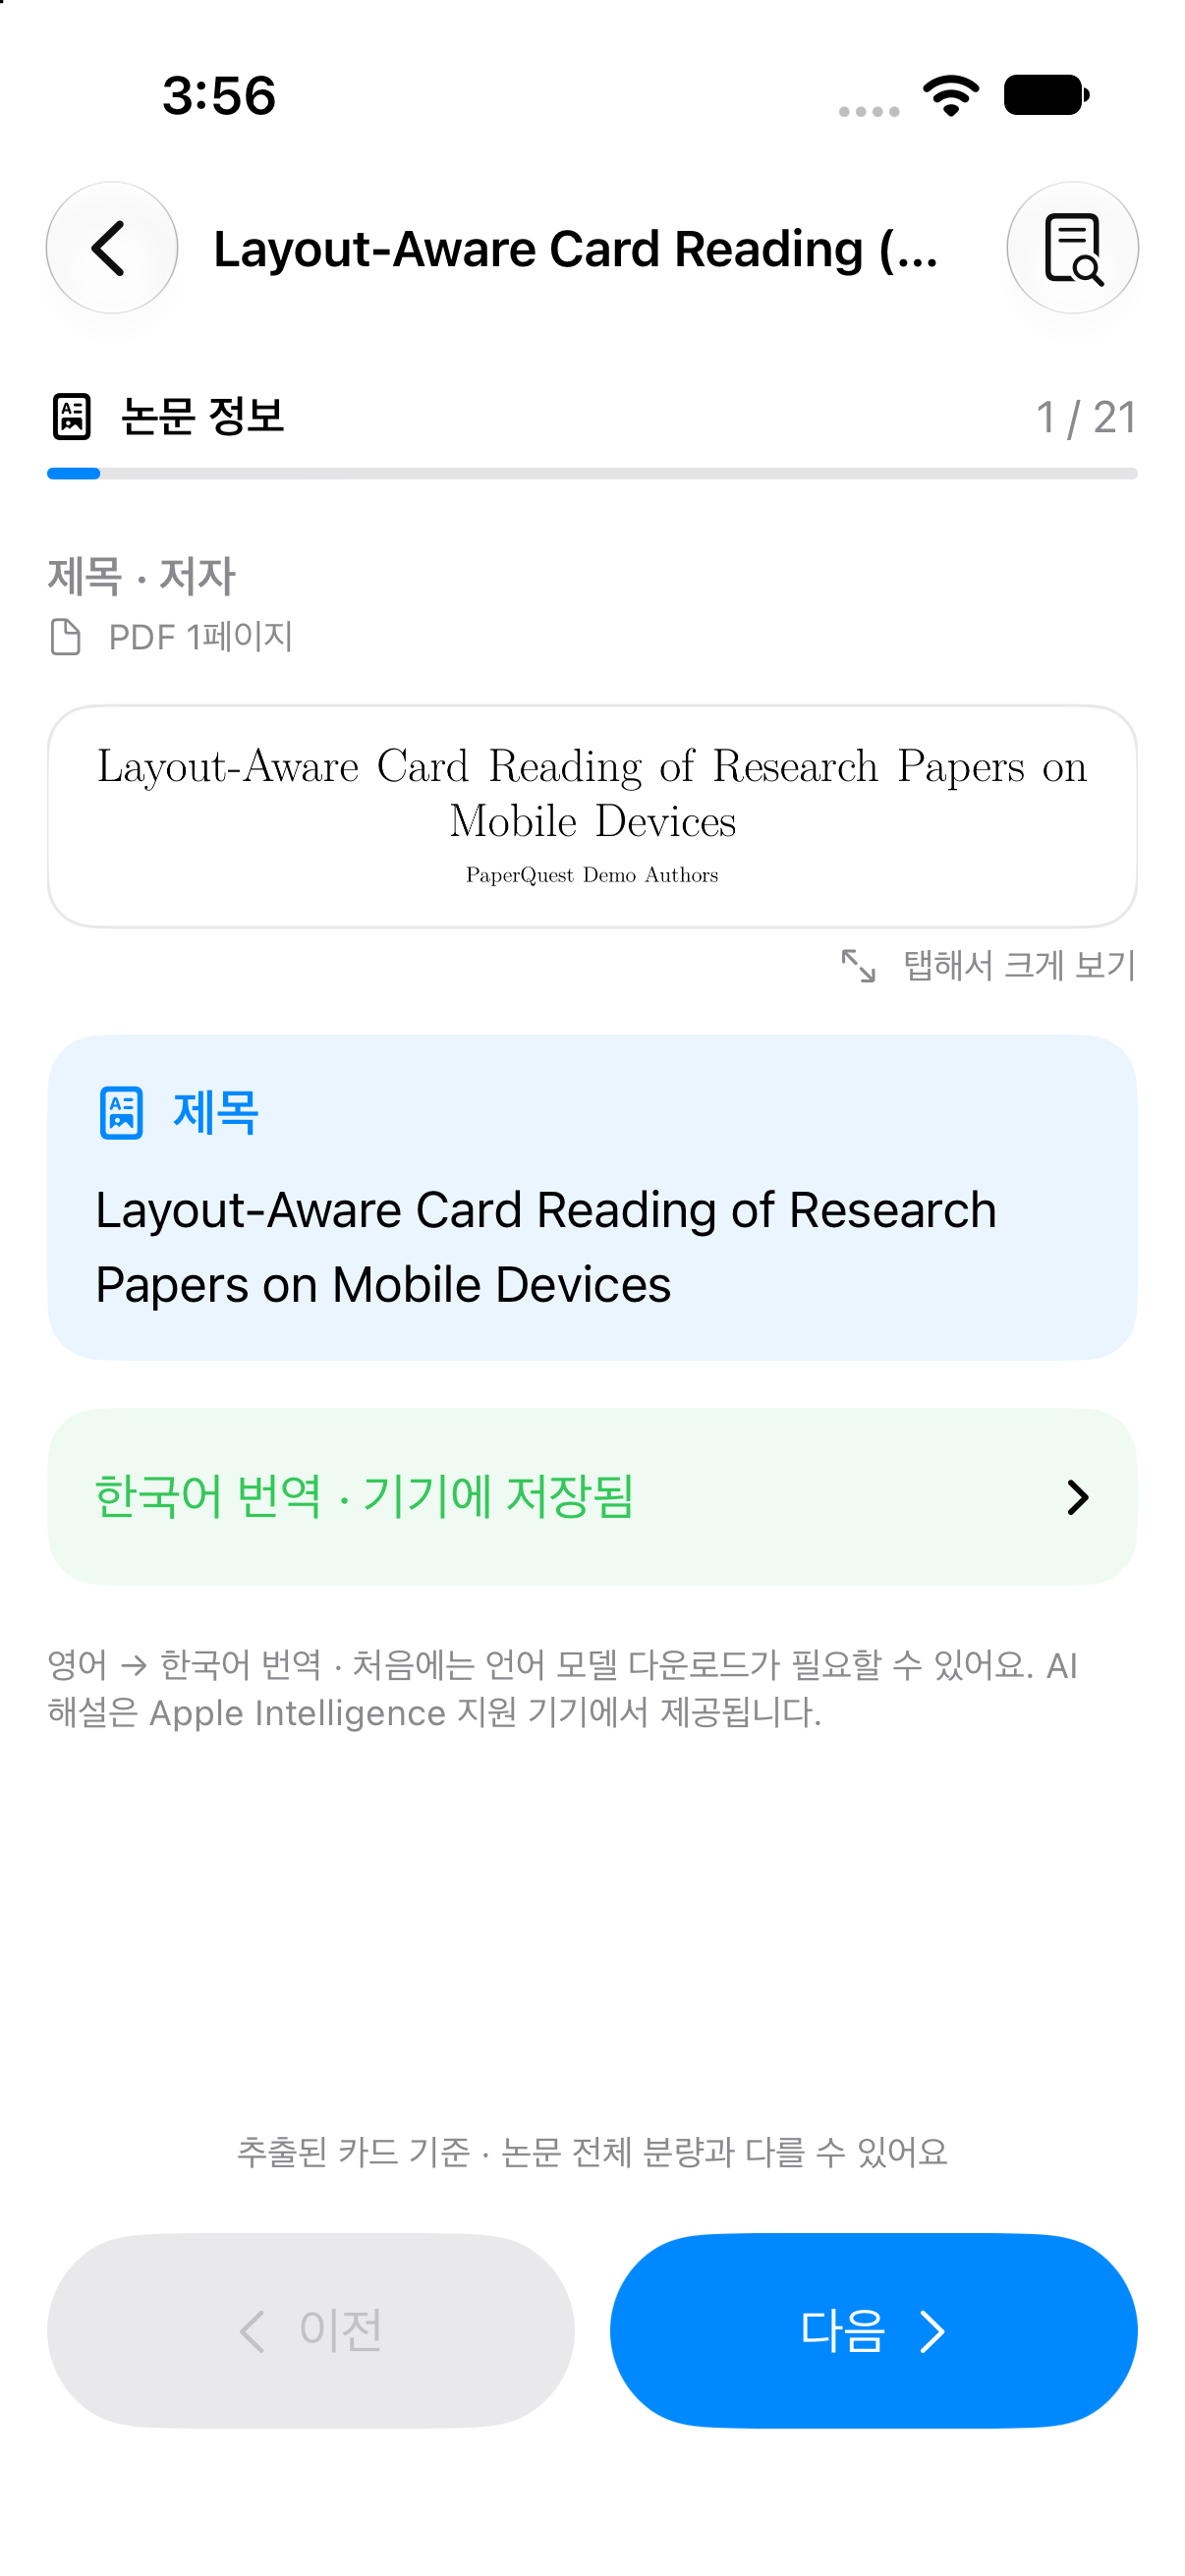 3:56
Layout-Aware Card Reading (...
논문 정보
1 / 21
제목 · 저자
PDF 1페이지
Layout-Aware Card Reading of Research Papers on
Mobile Devices
PaperQuest Demo Authors
탭해서 크게 보기
제목
Layout-Aware Card Reading of Research
Papers on Mobile Devices
한국어 번역 · 기기에 저장됨
영어 → 한국어 번역 · 처음에는 언어 모델 다운로드가 필요할 수 있어요. AI
해설은 Apple Intelligence 지원 기기에서 제공됩니다.
추출된 카드 기준 · 논문 전체 분량과 다를 수 있어요
이전
다음